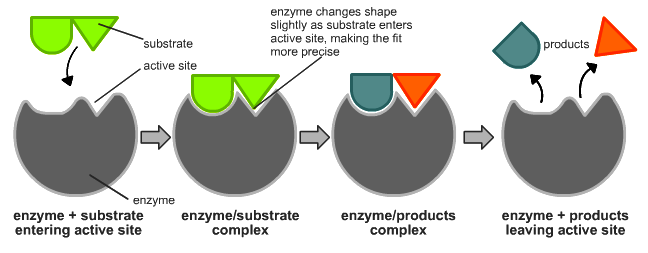 enzyme changes shape
slightly as substrate enters
active site, making the fit
more precise
substrate
active site
products
enzyme
enzyme + substrate
entering active site
enzyme/substrate
complex
enzyme/products
complex
enzyme + products
leaving active site